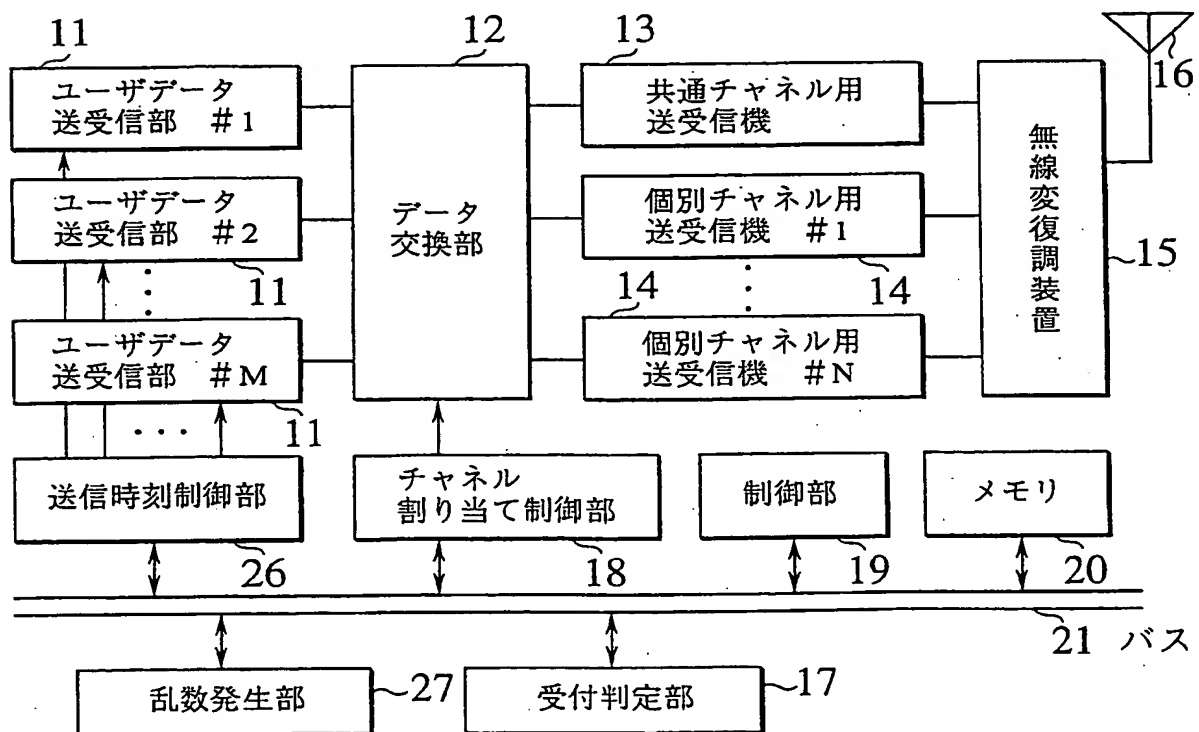 11
ユーザデータ
送受信部 #1
ユーザデータ
送受信部 #2
11
ユーザデータ
送受信部 #M
11
12
データ
交換部
13
共通チャネル用
送受信機
個別チャネル用
送受信機 #1
14
14
個別チャネル用
送受信機 #N
無線変復調装置
15
16
送信時刻制御部
26
チャネル
割り当て制御部
18
制御部
19
メモリ
20
21 バス
乱数発生部
27
受付判定部
17